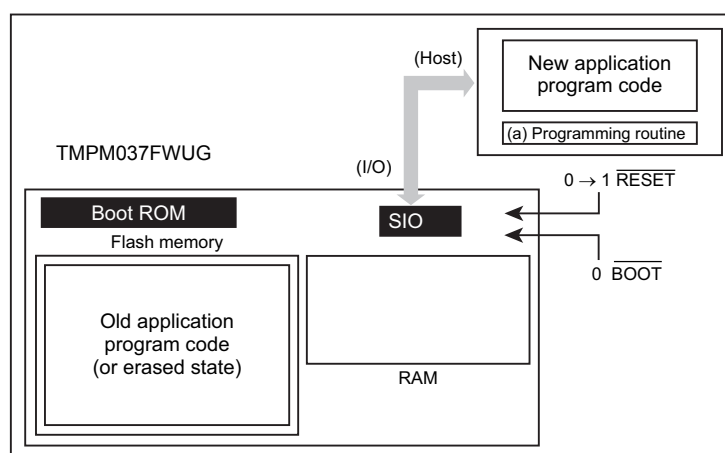 (Host)
New application
program code
(a) Programming routine
TMPM037FWUG
(I/O)
0 → 1 RESET
Boot ROM
SIO
Flash memory
0 BOOT
Old application
program code
(or erased state)
RAM